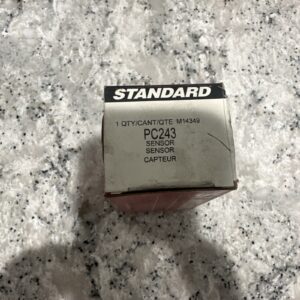 STANDARD
1 QTY/CANT/QTE M14349
PC243
SENSOR
SENSOR
CAPTEUR